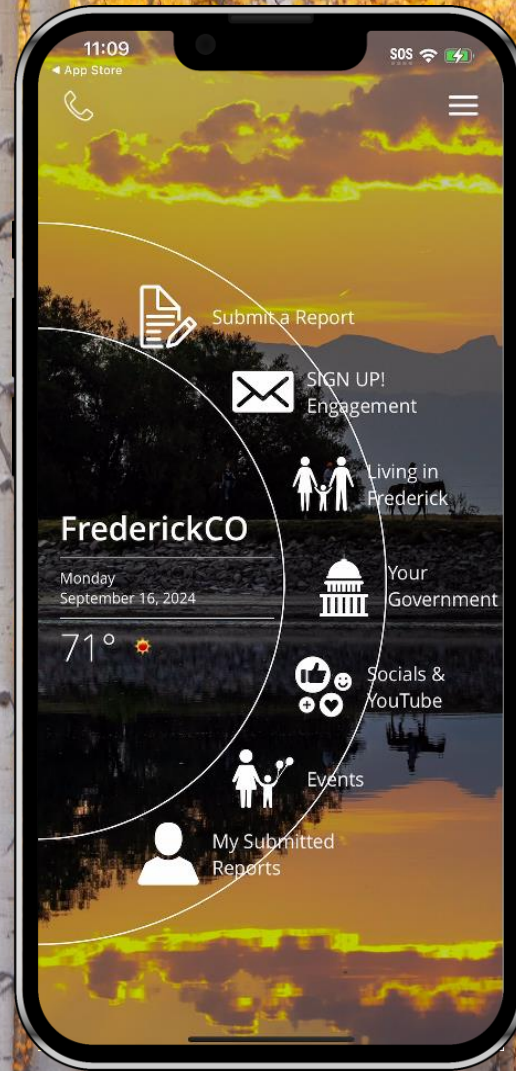 11:09
SOS
◀ App Store
Submit a Report
SIGN UP!
Engagement
Living in
Frederick
FrederickCO
Monday
September 16, 2024
71°
Your
Government
Socials &
YouTube
Events
My Submitted
Reports